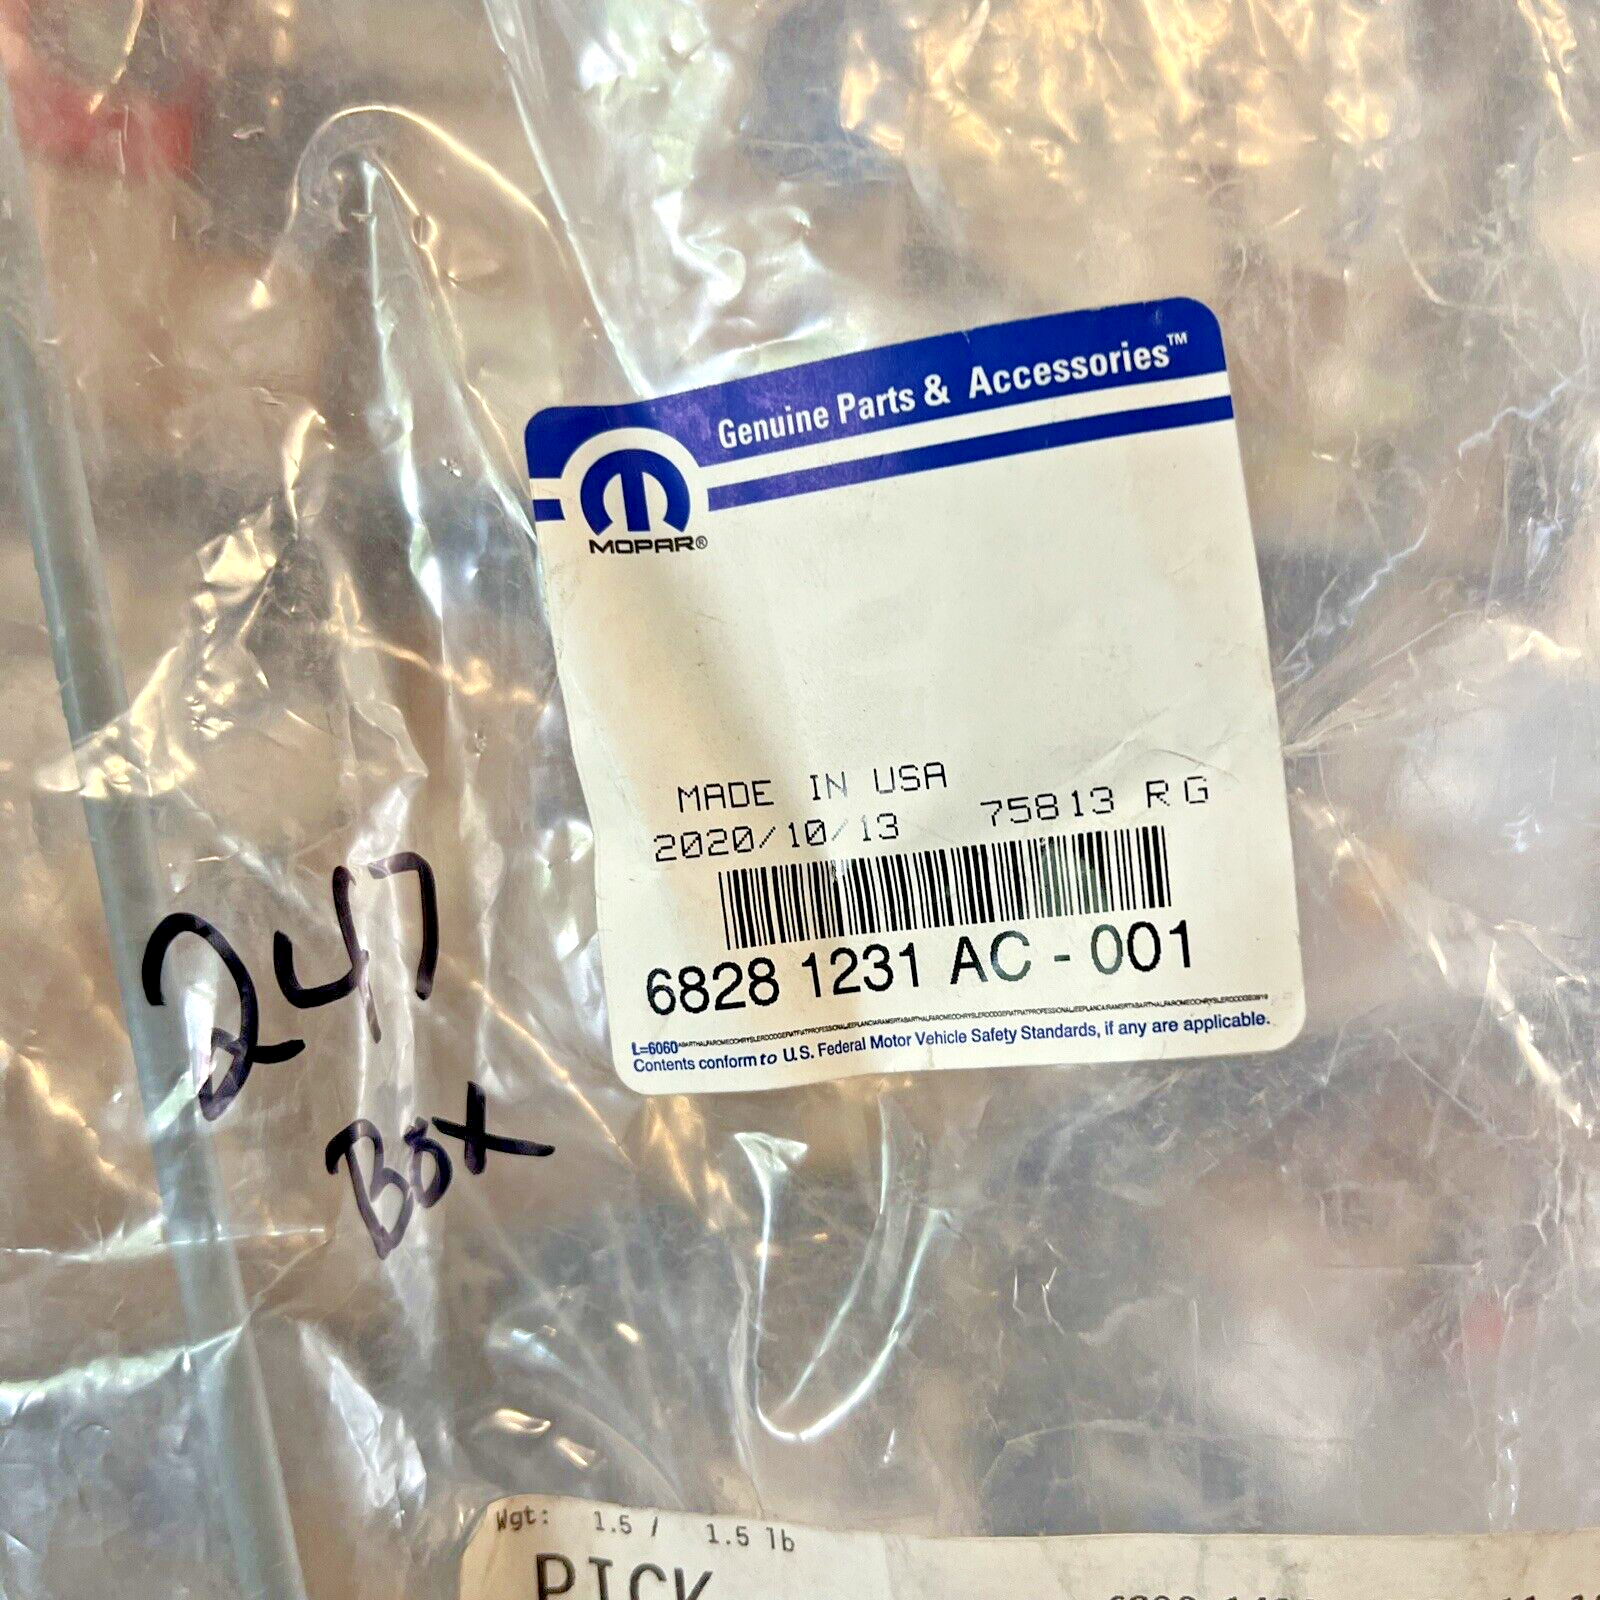 Genuine Parts & Accessories™
MOPAR®
MADE IN USA
2020/10/13 75813 RG
6828 1231 AC - 001
L=6060
Contents conform to U.S. Federal Motor Vehicle Safety Standards, if any are applicable.
247
Box
Wgt: 1.5 / 1.5 lb
PICK